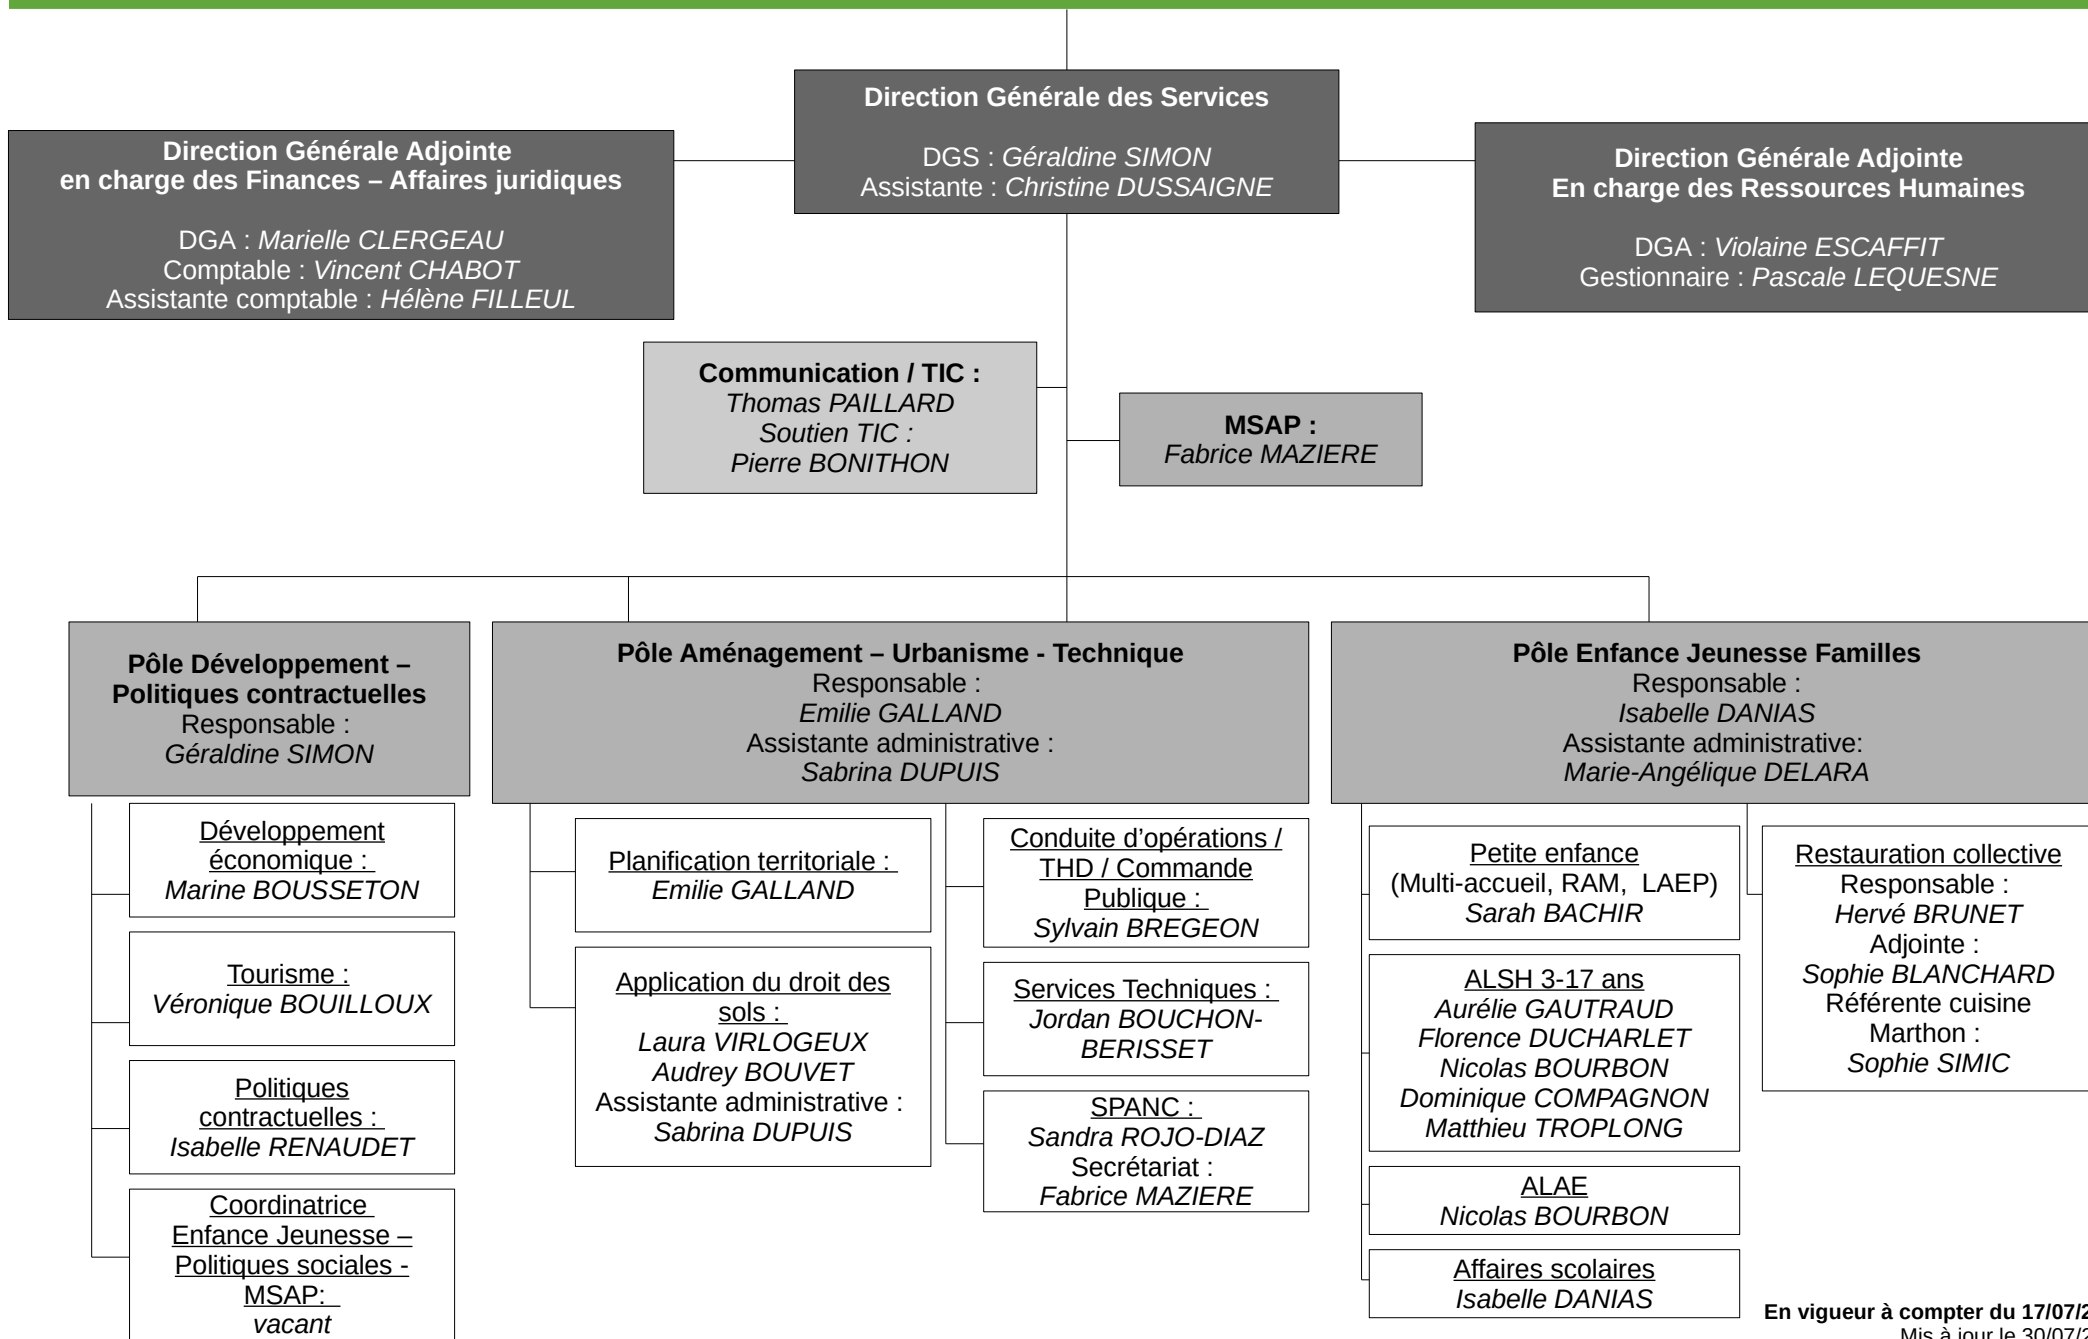 Direction Générale des Services
DGS : Géraldine SIMON
Assistante : Christine DUSSAIGNE
Direction Générale Adjointe
en charge des Finances – Affaires juridiques
DGA : Marielle CLERGEAU
Comptable : Vincent CHABOT
Assistante comptable : Hélène FILLEUL
Direction Générale Adjointe
En charge des Ressources Humaines
DGA : Violaine ESCAFFIT
Gestionnaire : Pascale LEQUESNE
Communication / TIC :
Thomas PAILLARD
Soutien TIC :
Pierre BONITHON
MSAP :
Fabrice MAZIERE
Pôle Développement –
Politiques contractuelles
Responsable :
Géraldine SIMON
Développement
économique :
Marine BOUSSETON
Tourisme :
Véronique BOUILLOUX
Politiques
contractuelles :
Isabelle RENAUDET
Coordinatrice
Enfance Jeunesse –
Politiques sociales -
MSAP:
vacant
Pôle Aménagement – Urbanisme - Technique
Responsable :
Emilie GALLAND
Assistante administrative :
Sabrina DUPUIS
Planification territoriale :
Emilie GALLAND
Application du droit des
sols :
Laura VIRLOGEUX
Audrey BOUVET
Assistante administrative :
Sabrina DUPUIS
Conduite d’opérations /
THD / Commande
Publique :
Sylvain BREGEON
Services Techniques :
Jordan BOUCHON-
BERISSET
SPANC :
Sandra ROJO-DIAZ
Secrétariat :
Fabrice MAZIERE
Pôle Enfance Jeunesse Familles
Responsable :
Isabelle DANIAS
Assistante administrative:
Marie-Angélique DELARA
Petite enfance
(Multi-accueil, RAM, LAEP)
Sarah BACHIR
ALSH 3-17 ans
Aurélie GAUTRAUD
Florence DUCHARLET
Nicolas BOURBON
Dominique COMPAGNON
Matthieu TROPLONG
ALAE
Nicolas BOURBON
Affaires scolaires
Isabelle DANIAS
Restauration collective
Responsable :
Hervé BRUNET
Adjointe :
Sophie BLANCHARD
Référente cuisine
Marthon :
Sophie SIMIC
En vigueur à compter du 17/07/2
Mis à jour le 30/07/2